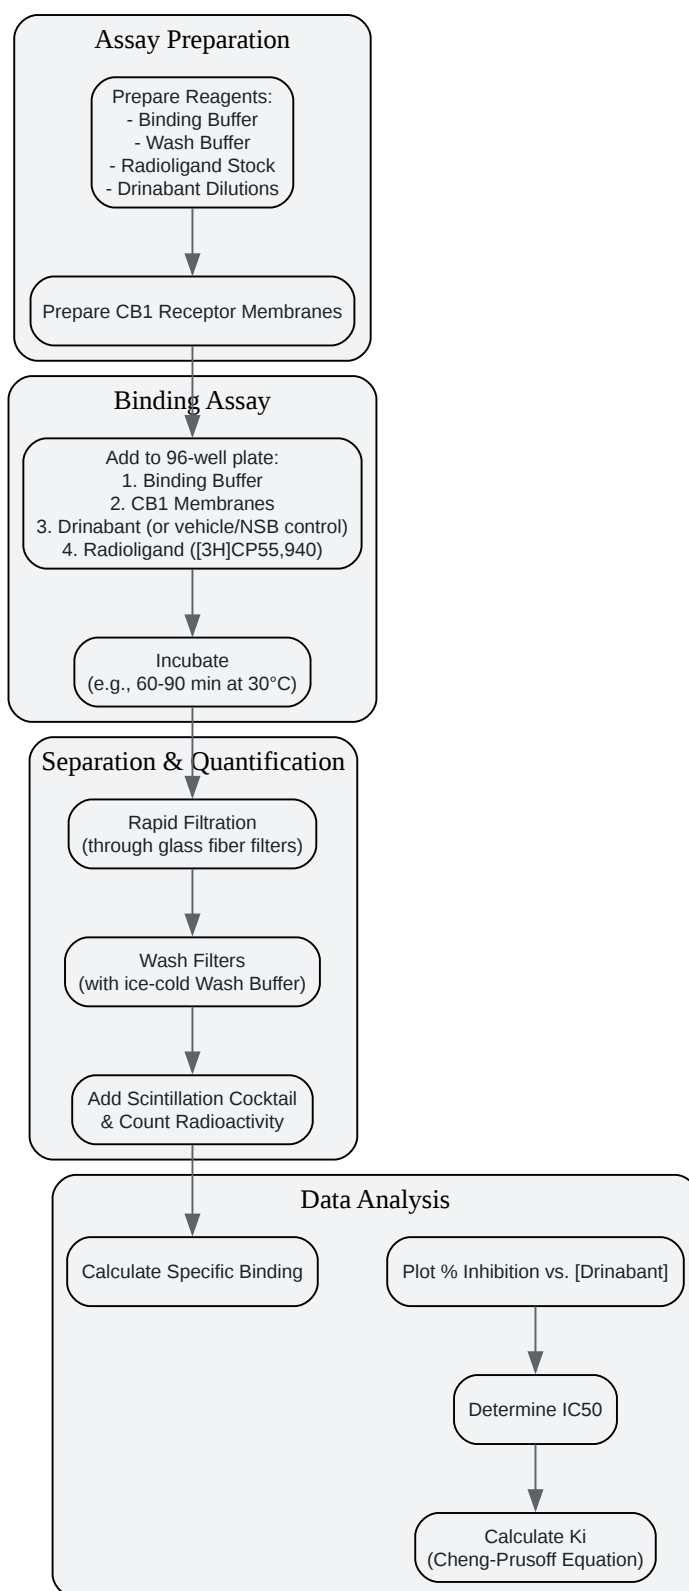 Assay Preparation
Prepare Reagents:
- Binding Buffer
- Wash Buffer
- Radioligand Stock
- Drinabant Dilutions
Prepare CB1 Receptor Membranes
Binding Assay
Add to 96-well plate:
1. Binding Buffer
2. CB1 Membranes
3. Drinabant (or vehicle/NSB control)
4. Radioligand ([3H]CP55,940)
Incubate
(e.g., 60-90 min at 30°C)
Separation & Quantification
Rapid Filtration
(through glass fiber filters)
Wash Filters
(with ice-cold Wash Buffer)
Add Scintillation Cocktail
& Count Radioactivity
Data Analysis
Calculate Specific Binding
Plot % Inhibition vs. [Drinabant]
Determine IC50
Calculate Ki
(Cheng-Prusoff Equation)